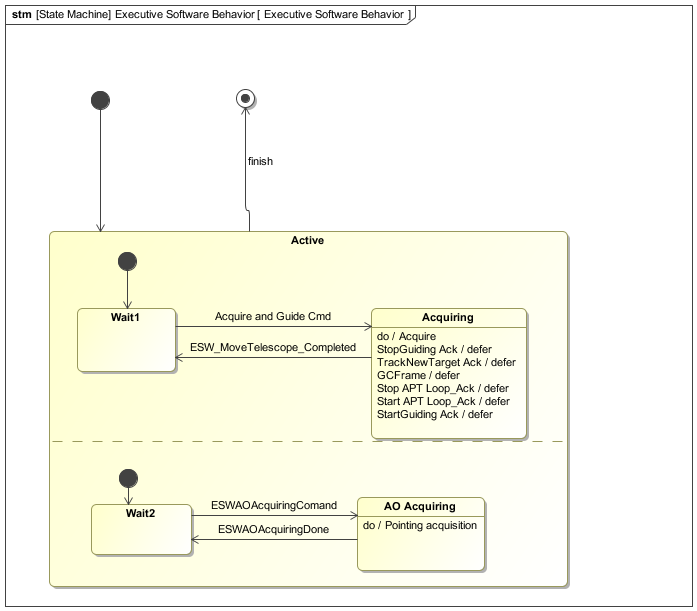 stm [State Machine] Executive Software Behavior [ Executive Software Behavior ]
finish
Active
Wait1
Acquire and Guide Cmd
ESW_MoveTelescope_Completed
Acquiring
do / Acquire
StopGuiding Ack / defer
TrackNewTarget Ack / defer
GCFrame / defer
Stop APT Loop_Ack / defer
Start APT Loop_Ack / defer
StartGuiding Ack / defer
Wait2
ESWAOAcquiringComand
ESWAOAcquiringDone
AO Acquiring
do / Pointing acquisition